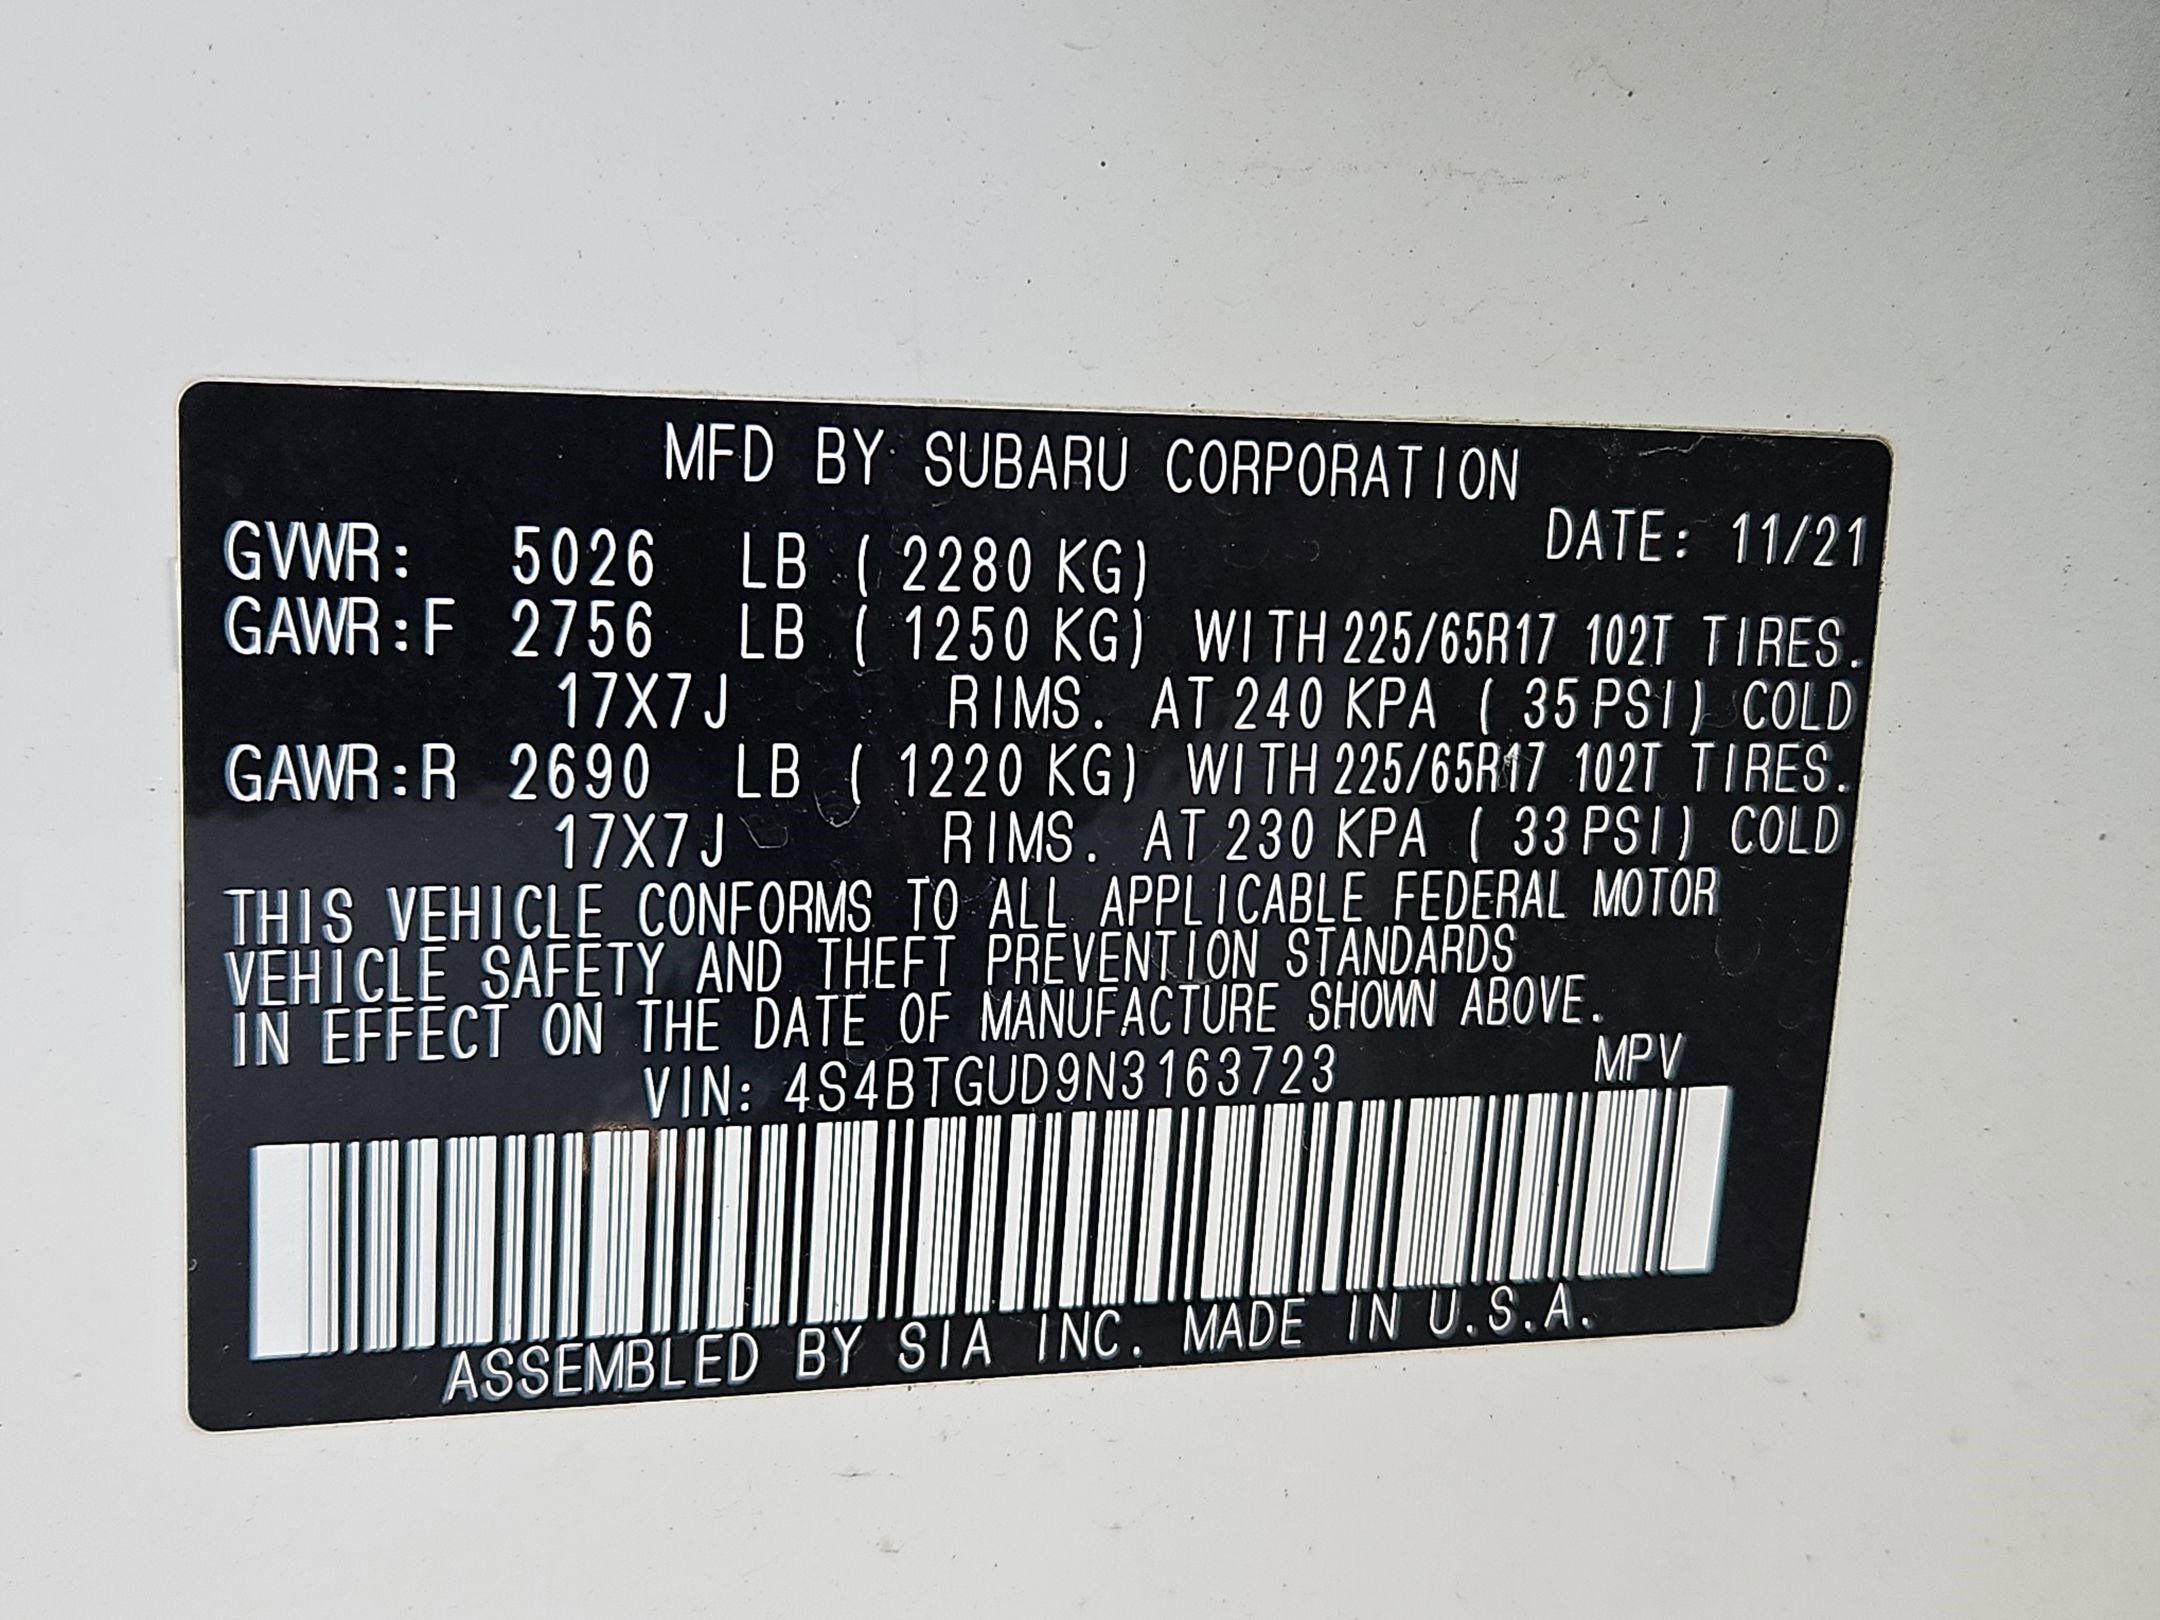 MFD BY SUBARU CORPORATION
DATE: 11/21
GVWR: 5026 LB ( 2280 KG)
GAWR:F 2756 LB ( 1250 KG) WITH 225/65R17 102T TIRES.
17X7J RIMS. AT 240 KPA ( 35 PSI) COLD
GAWR:R 2690 LB ( 1220 KG) WITH 225/65R17 102T TIRES.
17X7J RIMS. AT 230 KPA ( 33 PSI) COLD
THIS VEHICLE CONFORMS TO ALL APPLICABLE FEDERAL MOTOR
VEHICLE SAFETY AND THEFT PREVENTION STANDARDS
IN EFFECT ON THE DATE OF MANUFACTURE SHOWN ABOVE.
VIN: 4S4BTGUD9N3163723 MPV
ASSEMBLED BY SIA INC. MADE IN U.S.A.